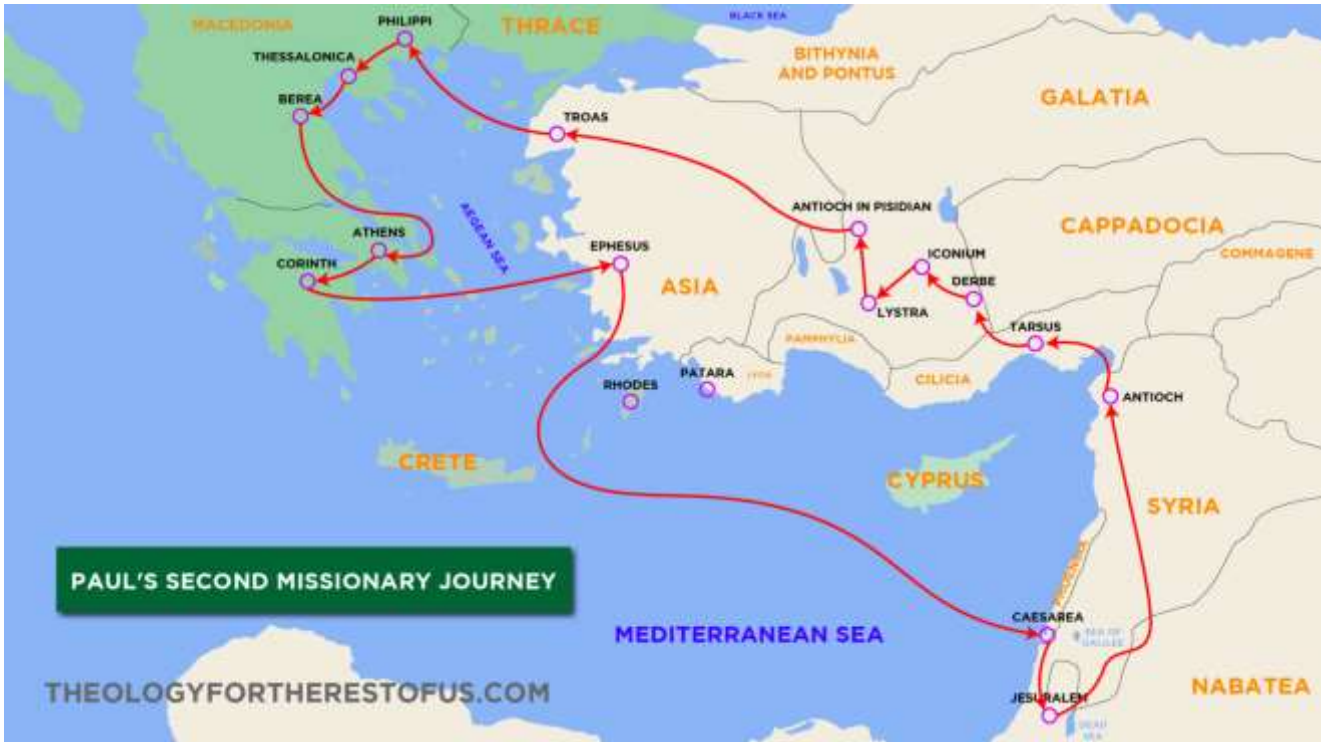 BLACK SEA
MACEDONIA
PHILIPPI
THRACE
BITHYNIA
AND PONTUS
THESSALONICA
GALATIA
BEREA
TROAS
ANTIOCH IN PISIDIAN
CAPPADOCIA
AEGEAN SEA
ATHENS
EPHESUS
ICONIUM
COMMAGENE
CORINTH
ASIA
DERBE
LYSTRA
TARSUS
PAMPHYLIA
PATARA
CILICIA
RHODES
ANTIOCH
CRETE
CYPRUS
SYRIA
PAUL'S SECOND MISSIONARY JOURNEY
CAESAREA
MEDITERRANEAN SEA
SEA OF
GALILEE
THEOLOGYFORTHERESTOFUS.COM
JESURALEM
NABATEA
DEAD
SEA